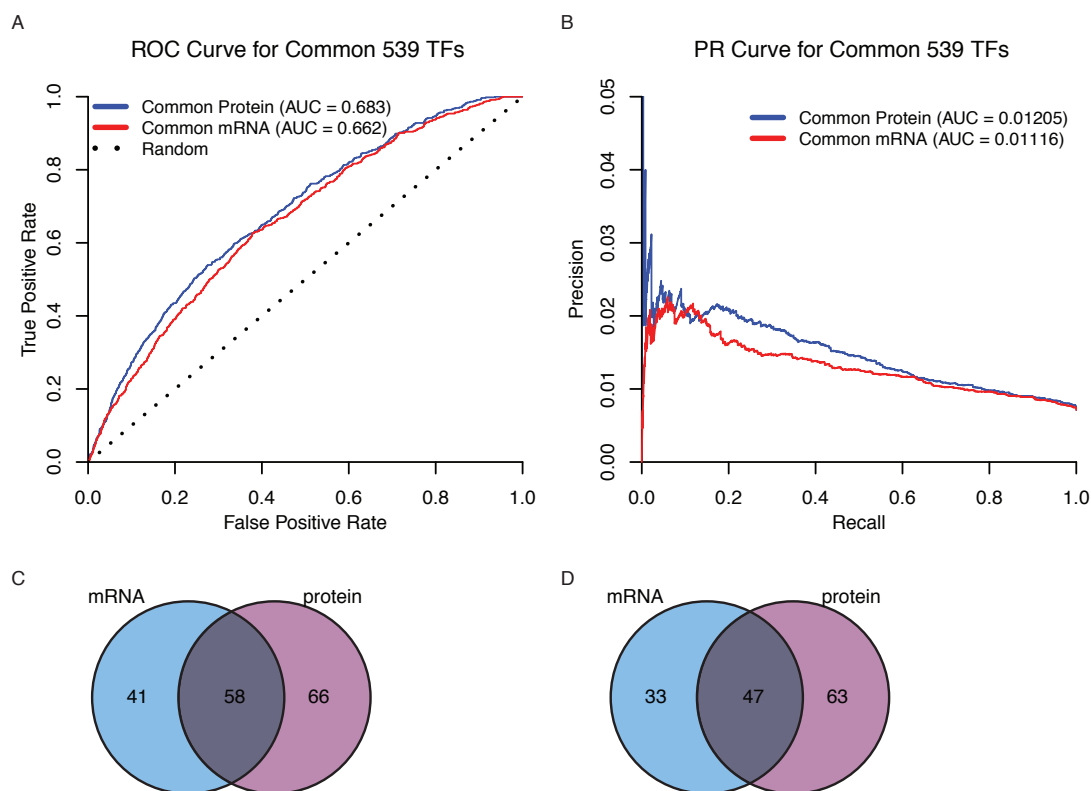 A
ROC Curve for Common 539 TFs
Common Protein (AUC = 0.683)
Common mRNA (AUC = 0.662)
Random
True Positive Rate
0.0
0.2
0.4
0.6
0.8
1.0
0.0 0.2 0.4 0.6 0.8 1.0
False Positive Rate
B
PR Curve for Common 539 TFs
Common Protein (AUC = 0.01205)
Common mRNA (AUC = 0.01116)
Precision
0.00
0.01
0.02
0.03
0.04
0.05
0.0 0.2 0.4 0.6 0.8 1.0
Recall
C
mRNA protein
41 58 66
D
mRNA protein
33 47 63